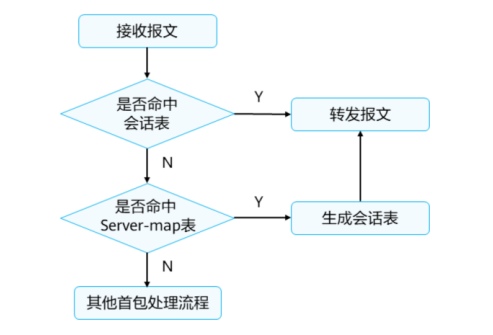 接收报文
是否命中
会话表
Y
转发报文
N
是否命中
Server-map表
Y
生成会话表
N
其他首包处理流程